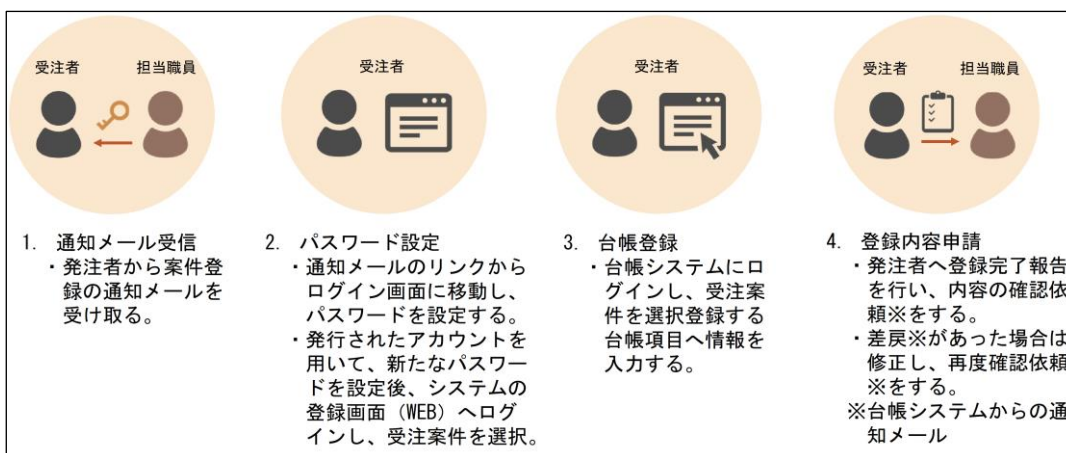 受注者 担当職員
受注者
受注者
受注者 担当職員
1. 通知メール受信
・発注者から案件登
録の通知メールを
受け取る。
2. パスワード設定
・通知メールのリンクから
ログイン画面に移動し、
パスワードを設定する。
・発行されたアカウントを
用いて、新たなパスワー
ドを設定後、システムの
登録画面（WEB）へログ
インし、受注案件を選択。
3. 台帳登録
・台帳システムにロ
グインし、受注案
件を選択登録する
台帳項目へ情報を
入力する。
4. 登録内容申請
・発注者へ登録完了報告
を行い、内容の確認依
頼※をする。
・差戻※があった場合は
修正し、再度確認依頼
※をする。
※台帳システムからの通
知メール